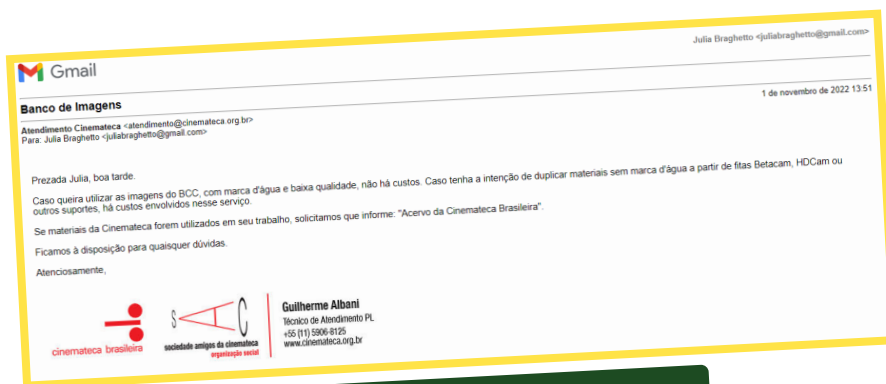 Julia Braghetto <juliabraghetto@gmail.com>
Gmail
Banco de Imagens
Atendimento Cinemateca <atendimento@cinemateca.org.br>
1 de novembro de 2022 13:51
Para: Julia Braghetto <juliabraghetto@gmail.com>
Prezada Julia, boa tarde.
Caso queira utilizar as imagens do BCC, com marca d'água e baixa qualidade, não há custos. Caso tenha a intenção de duplicar materiais sem marca d'água a partir de fitas Betacam, HDCam ou
outros suportes, há custos envolvidos nesse serviço.
Se materiais da Cinemateca forem utilizados em seu trabalho, solicitamos que informe: "Acervo da Cinemateca Brasileira".
Ficamos à disposição para quaisquer dúvidas.
Atenciosamente,
cinemateca brasileira
SAC
sociedade amigos da cinemateca
organização social
Guilherme Albani
Técnico de Atendimento PL
+55 (11) 5906-8125
www.cinemateca.org.br